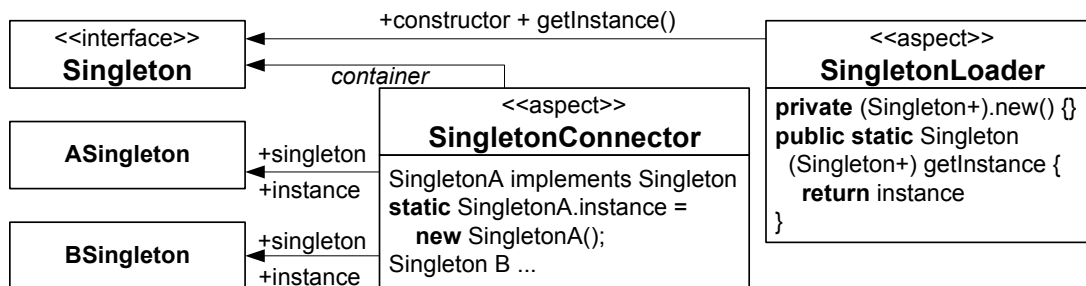 +constructor + getInstance()
<<interface>>
Singleton
container
<<aspect>>
SingletonLoader
private (Singleton+).new() {}
public static Singleton
(Singleton+) getInstance {
return instance
}
<<aspect>>
SingletonConnector
SingletonA implements Singleton
static SingletonA.instance =
new SingletonA();
Singleton B ...
ASingleton
+singleton
+instance
BSingleton
+singleton
+instance